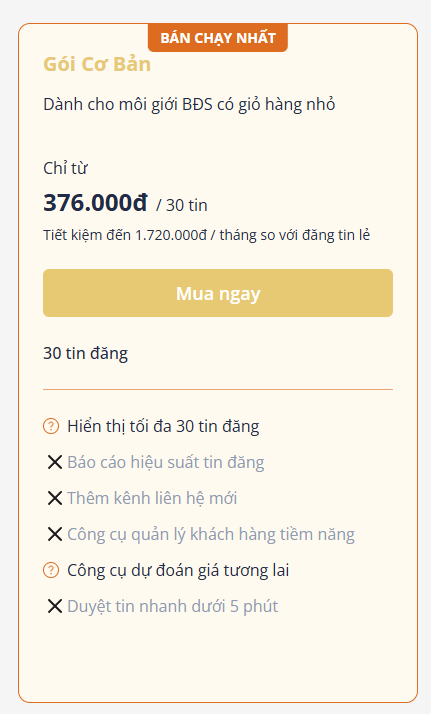 BÁN CHẠY NHẤT
Gói Cơ Bản
Dành cho môi giới BĐS có giỏ hàng nhỏ
Chỉ từ
376.000đ / 30 tin
Tiết kiệm đến 1.720.000đ / tháng so với đăng tin lẻ
Mua ngay
30 tin đăng
Hiển thị tối đa 30 tin đăng
Báo cáo hiệu suất tin đăng
Thêm kênh liên hệ mới
Công cụ quản lý khách hàng tiềm năng
Công cụ dự đoán giá tương lai
Duyệt tin nhanh dưới 5 phút